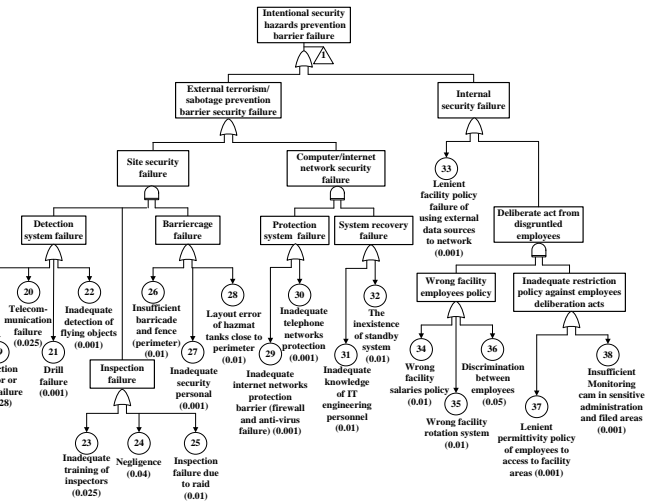 Intentional security
hazards prevention
barrier failure
1
External terrorism/
sabotage prevention
barrier security failure
Internal
security failure
Site security
failure
Computer/internet
network security
failure
33
Lenient
facility policy
failure of
using external
data sources
to network
(0.001)
Deliberate act from
disgruntled
employees
Detection
system failure
Barriercage
failure
Protection
system failure
System recovery
failure
Wrong facility
employees policy
Inadequate restriction
policy against employees
deliberation acts
20
Telecom-
munication
failure
(0.025)
22
Inadequate
detection of
flying objects
(0.001)
21
Drill
failure
(0.001)
26
Insufficient
barricade
and fence
(perimeter)
(0.01)
28
Layout error
of hazmat
tanks close to
perimeter
(0.01)
27
Inadequate
security
personal
(0.001)
30
Inadequate
telephone
networks
protection
(0.001)
29
Inadequate
internet networks
protection
barrier (firewall
and anti-virus
failure) (0.001)
32
The
inexistence
of standby
system
(0.01)
31
Inadequate
knowledge
of IT
engineering
personnel
(0.01)
34
Wrong
facility
salaries policy
(0.01)
36
Discrimination
between
employees
(0.05)
35
Wrong facility
rotation system
(0.01)
38
Insufficient
Monitoring
cam in sensitive
administration
and filed areas
(0.001)
37
Lenient
permittivity policy
of employees to
access to facility
areas (0.001)
Inspection
failure
23
Inadequate
training of
inspectors
(0.025)
24
Negligence
(0.04)
25
Inspection
failure due
to raid
(0.01)